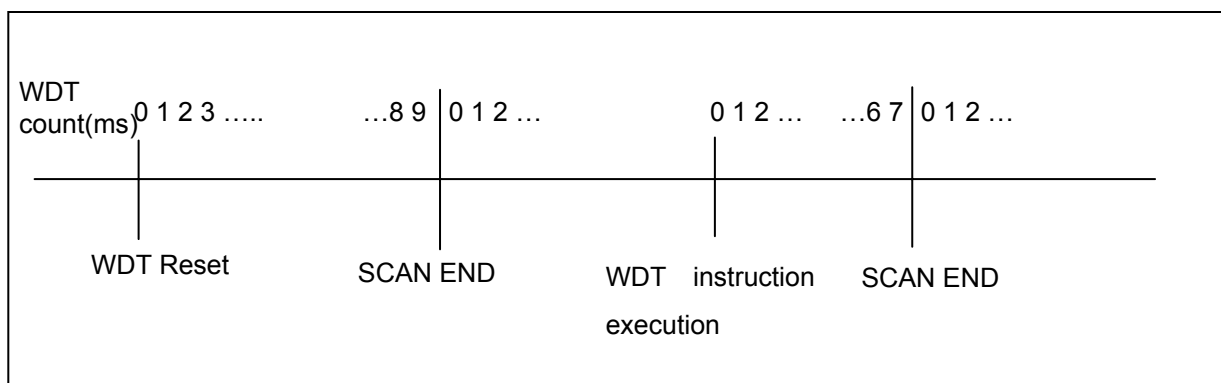 WDT
count(ms) 0 1 2 3 ….. …8 9 0 1 2 … 0 1 2 … …6 7 0 1 2 …
WDT Reset SCAN END WDT instruction SCAN END
execution